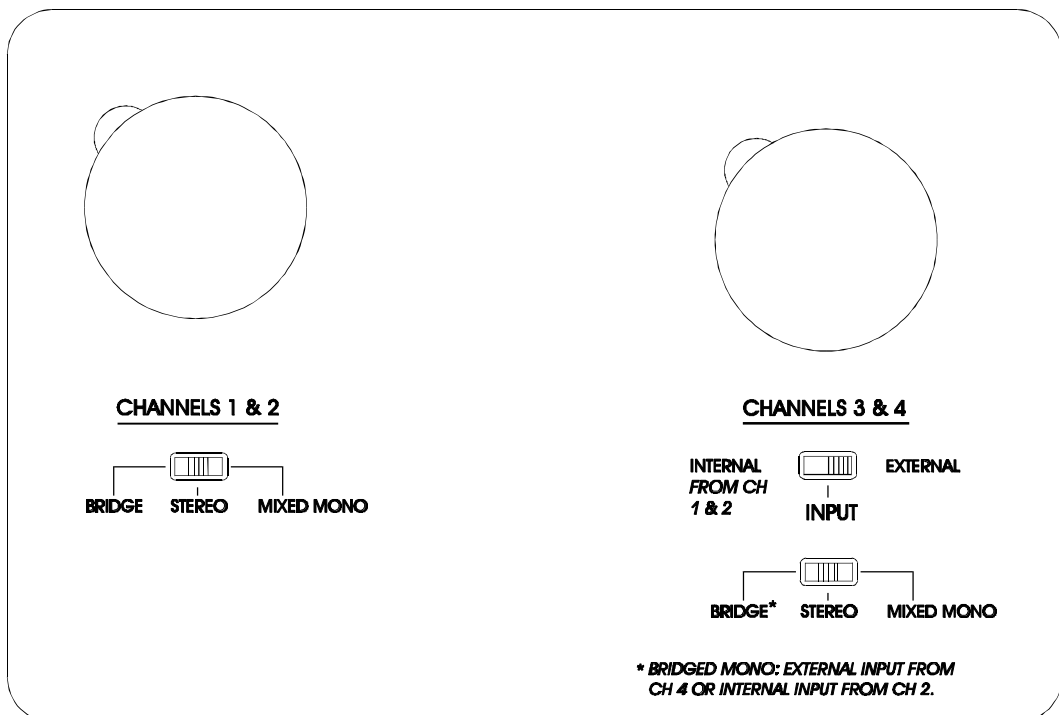 CHANNELS 1 & 2
BRIDGE
STEREO
MIXED MONO
CHANNELS 3 & 4
INTERNAL
FROM CH
1 & 2
EXTERNAL
INPUT
BRIDGE*
STEREO
MIXED MONO
* BRIDGED MONO: EXTERNAL INPUT FROM
CH 4 OR INTERNAL INPUT FROM CH 2.